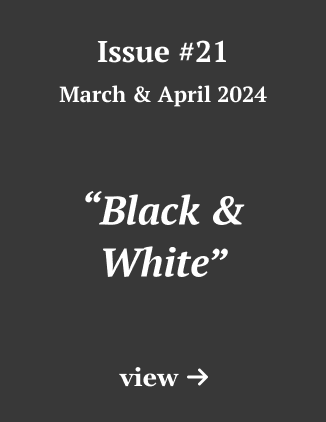 Issue #21
March & April 2024
“Black &
White”
view →